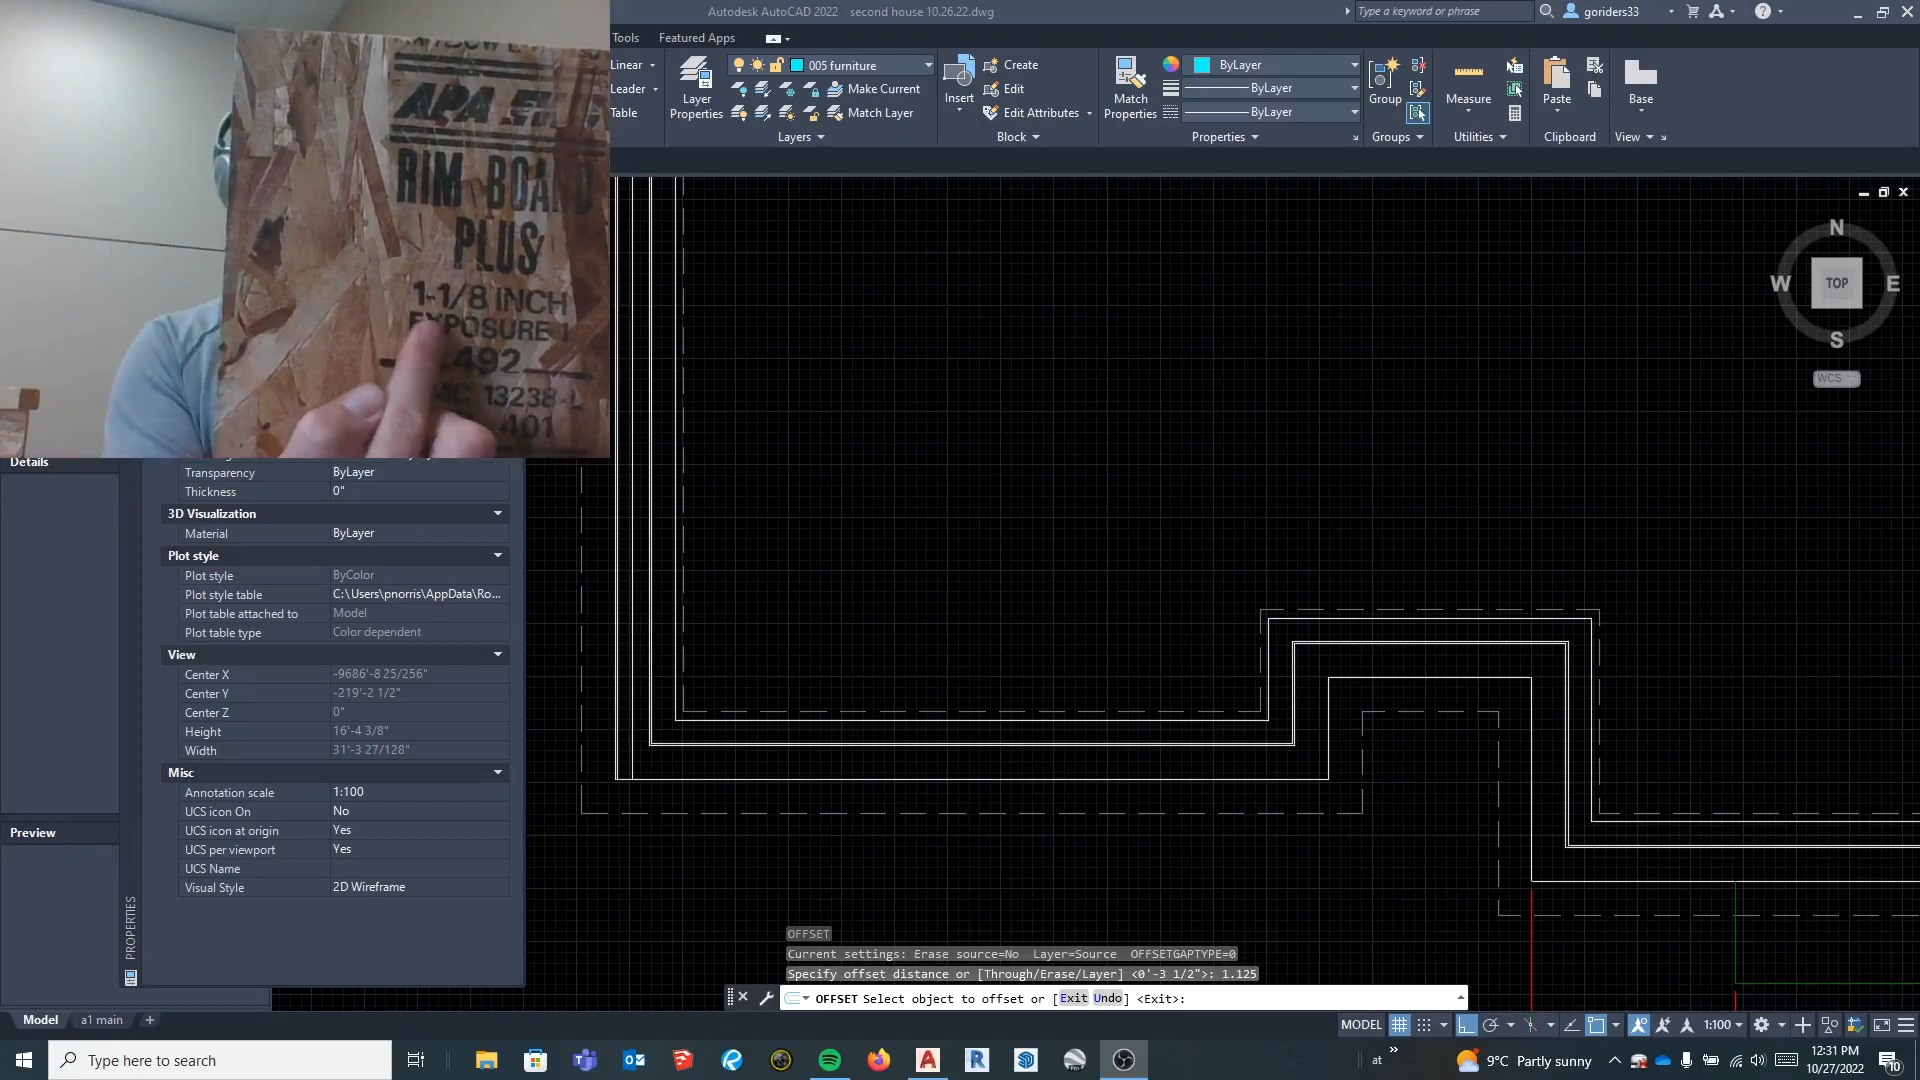 Autodesk AutoCAD 2022 second house 10.26.22.dwg
Type a keyword or phrase
goriders33
RIM BOARD
PLUS
1-1/8 INCH
EXPOSURE 1
492
13238-L
401
Tools Featured Apps
Linear
Leader
Table
Layer
Properties
005 furniture
Make Current
Match Layer
Layers
Insert
Create
Edit
Edit Attributes
Block
Match
Properties
ByLayer
ByLayer
ByLayer
Properties
Group
Groups
Measure
Utilities
Paste
Clipboard
Base
View
N
W TOP E
S
WCS
Details
Preview
PROPERTIES
Transparency ByLayer
Thickness 0"
3D Visualization
Material ByLayer
Plot style
Plot style ByColor
Plot style table C:\Users\pnorris\AppData\Ro...
Plot table attached to Model
Plot table type Color dependent
View
Center X -9686'-8 25/256"
Center Y -219'-2 1/2"
Center Z 0"
Height 16'-4 3/8"
Width 31'-3 27/128"
Misc
Annotation scale 1:100
UCS icon On No
UCS icon at origin Yes
UCS per viewport Yes
UCS Name
Visual Style 2D Wireframe
OFFSET
Current settings: Erase source=No Layer=Source OFFSETGAPTYPE=0
Specify offset distance or [Through/Erase/Layer] <0'-3 1/2">: 1.125
OFFSET Select object to offset or [Exit Undo] <Exit>:
Model a1 main +
MODEL 1:100
Type here to search
at
9°C Partly sunny
12:31 PM
10/27/2022
10